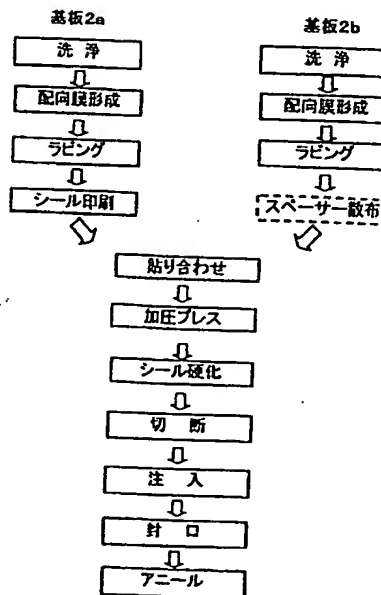 基板2a
洗 浄
配向膜形成
ラビング
シール印刷
基板2b
洗 浄
配向膜形成
ラビング
スペーサー散布
貼り合わせ
加圧プレス
シール硬化
切 断
注 入
封 口
アニール